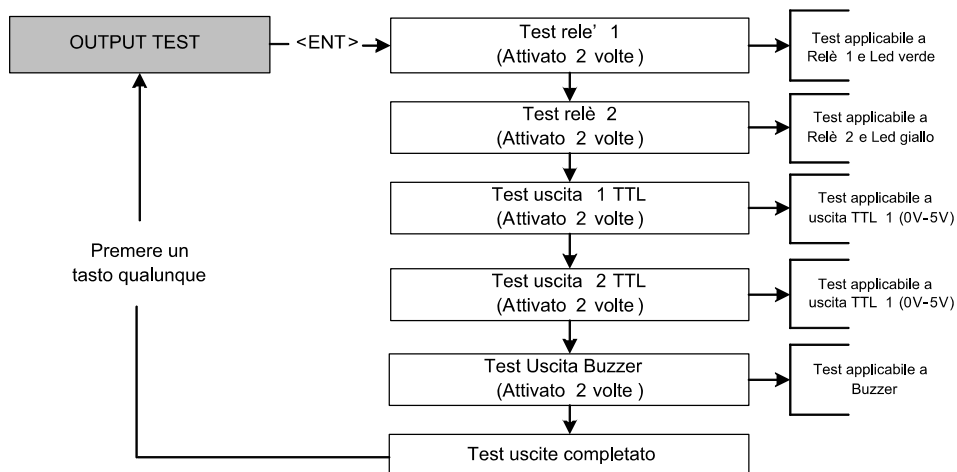 OUTPUT TEST
<ENT>
Test rele' 1
(Attivato 2 volte)
Test applicabile a
Relè 1 e Led verde
Test relè 2
(Attivato 2 volte)
Test applicabile a
Relè 2 e Led giallo
Test uscita 1 TTL
(Attivato 2 volte)
Test applicabile a
uscita TTL 1 (0V-5V)
Premere un
tasto qualunque
Test uscita 2 TTL
(Attivato 2 volte)
Test applicabile a
uscita TTL 1 (0V-5V)
Test Uscita Buzzer
(Attivato 2 volte)
Test applicabile a
Buzzer
Test uscite completato